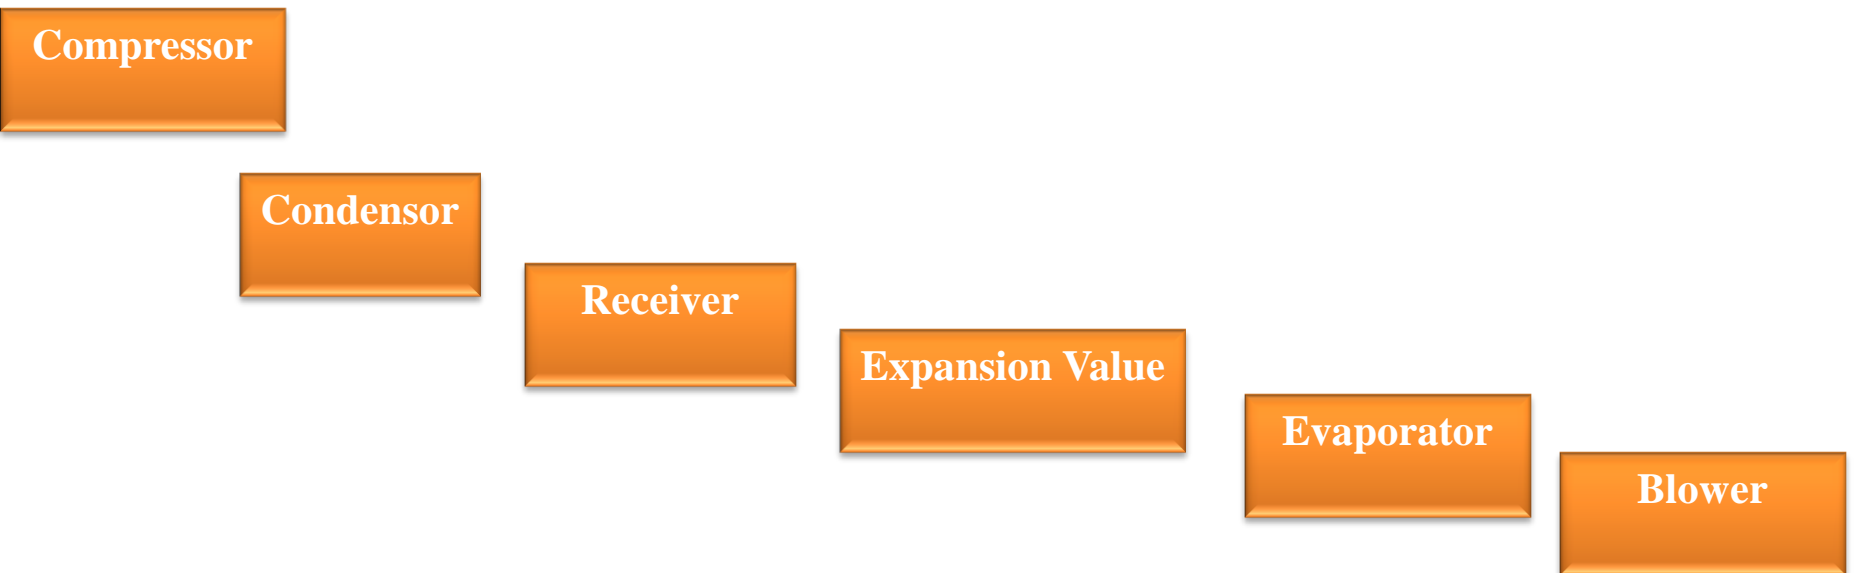 Compressor
Condensor
Receiver
Expansion Value
Evaporator
Blower